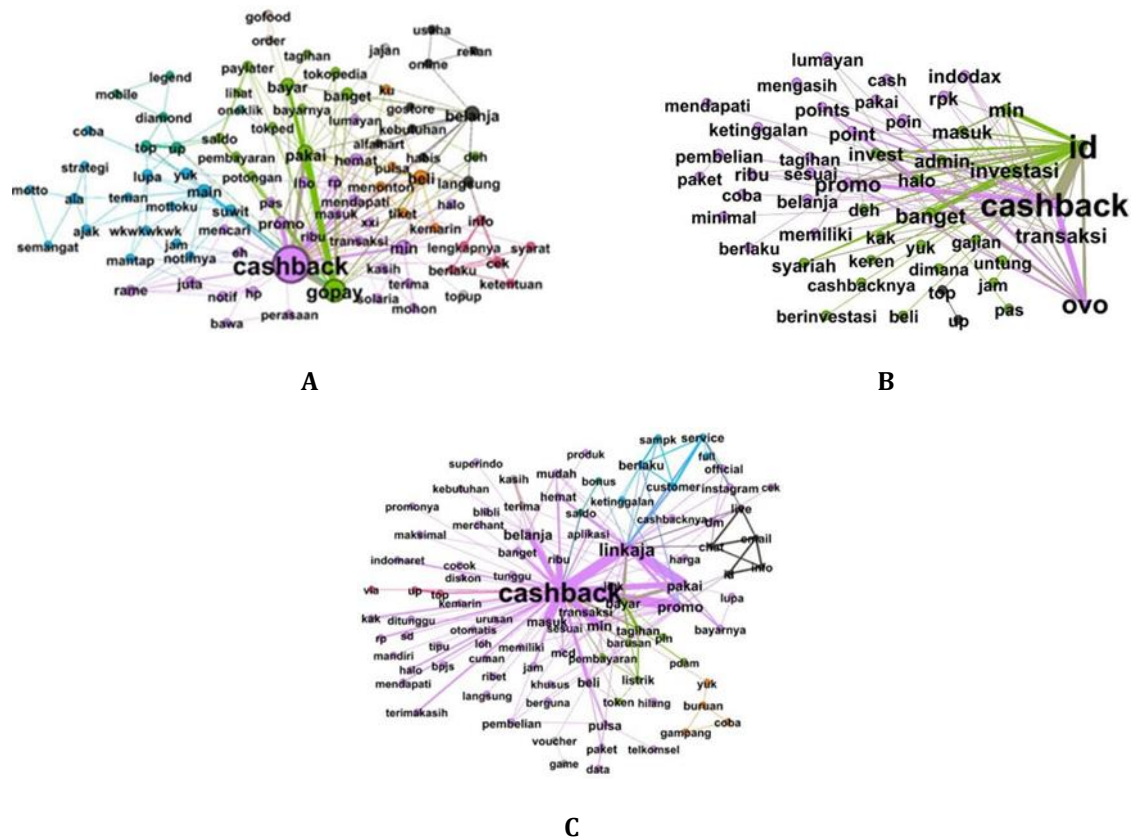 gofood
order
tagihan
paylater
tokopedia
jajan
usaha
rekan
online
legend
mobile
diamond
coba
top up
lihat
bayar
oneklik
bayarnya
banget
ku
gostore
belanja
lumayan
kebutuhan
saldo
tokped
alfamart
pembayaran
pakai
hemat
pulsa
habis
deh
strategi
lupa
yuk
potongan
lho
rp
menonton
beli
langsung
motto
ala
teman
main
mottoku
suwit
pas
mendapati
masuk
xxi
tiket
halo
ajak
wkwkwkwk
mencari
promo
ribu
transaksi
kemarin
info
semangat
jam
notifnya
mantap
eh
cashback
min
lengkapnya
syarat
cek
berlaku
ketentuan
rame
juta
notif
hp
gopay
kasih
terima
solaria
mohon
topup
bawa
perasaan
A
lumayan
mengasih
cash
indodax
mendapati
points
pakai
rpk
min
poin
ketinggalan
point
masuk
id
pembelian
tagihan
invest
admin
paket
ribu
sesuai
promo
halo
investasi
coba
belanja
deh
banget
cashback
minimal
memiliki
kak
yuk
gajian
transaksi
berlaku
syariah
keren
dimana
untung
cashbacknya
top
jam
ovo
berinvestasi
beli
up
pas
B
sampk
service
produk
full
superindo
kasih
mudah
berlaku
official
kebutuhan
hemat
bonus
customer
instagram
cek
promonya
blibli
terima
saldo
ketinggalan
cashbacknya
dm
live
merchant
maksimal
belanja
aplikasi
chat
email
banget
ribu
linkaja
harga
id
info
indomaret
cocok
diskon
tunggu
via
up
top
cashback
link
pakai
lupa
kemarin
bayar
promo
kak
ditunggu
urusan
masuk
transaksi
sesuai
min
tagihan
bayarnya
rp
sd
otomatis
barusan
pln
mandiri
tipu
loh
memiliki
mcd
pembayaran
pdam
halo
bpjs
cuman
jam
mendapati
ribet
khusus
beli
listrik
yuk
langsung
berguna
token
hilang
buruan
terimakasih
pembelian
pulsa
coba
gampang
voucher
paket
telkomsel
game
data
C